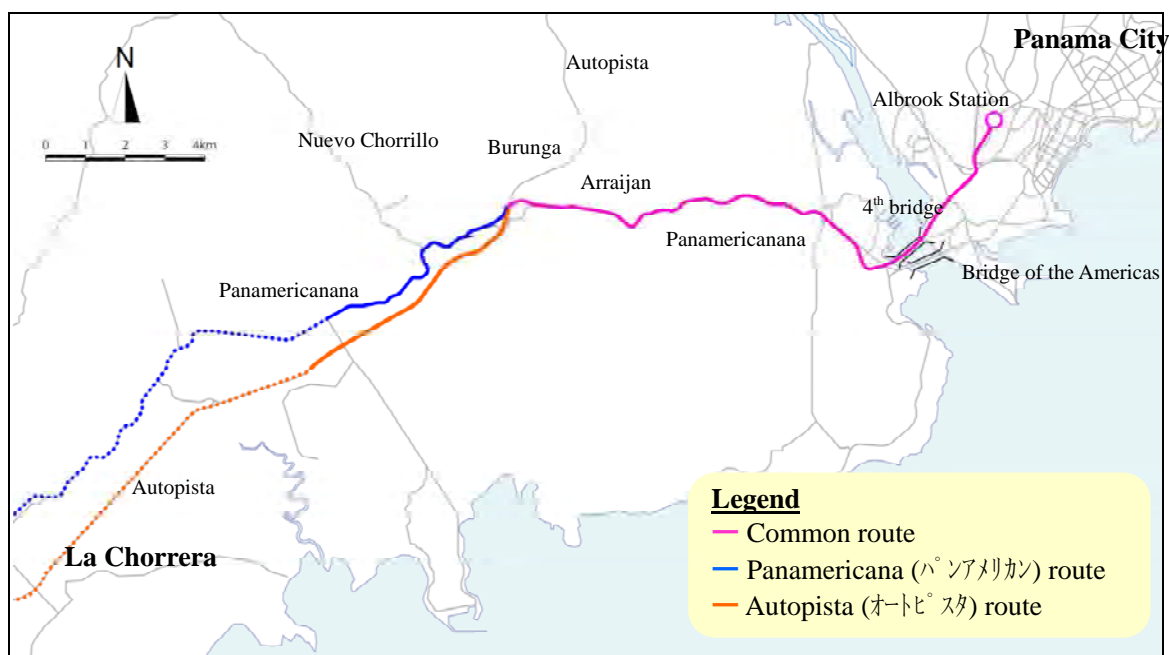 Panama City
N
Autopista
Albrook Station
0 1 2 3 4km
Nuevo Chorrillo
Burunga
Arraijan
4th bridge
Panamericanana
Bridge of the Americas
Panamericanana
Autopista
La Chorrera
Legend
Common route
Panamericana (ﾊﾟﾝｱﾒﾘｶﾝ) route
Autopista (ｵｰﾄﾋﾟｽﾀ) route